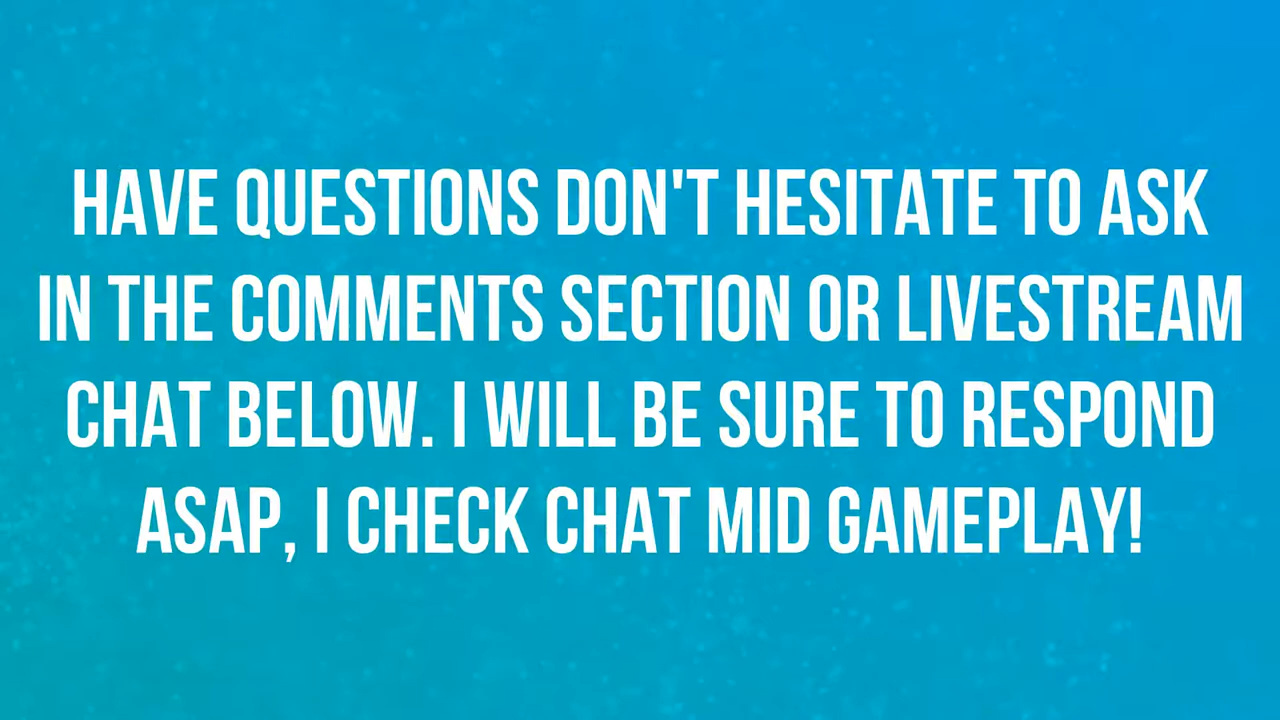 HAVE QUESTIONS DON'T HESITATE TO ASK
IN THE COMMENTS SECTION OR LIVESTREAM
CHAT BELOW. I WILL BE SURE TO RESPOND
ASAP, I CHECK CHAT MID GAMEPLAY!